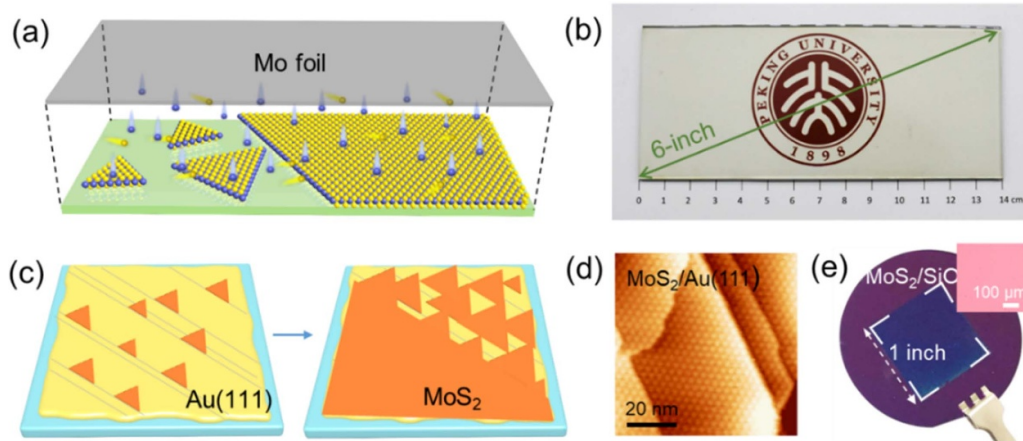 (a)
Mo foil
(b)
PEKING UNIVERSITY
1898
6-inch
0 1 2 3 4 5 6 7 8 9 10 11 12 13 14 cm
(c)
Au(111)
MoS2
(d)
MoS2/Au(111)
20 nm
(e)
MoS2/SiO
100 μm
1 inch